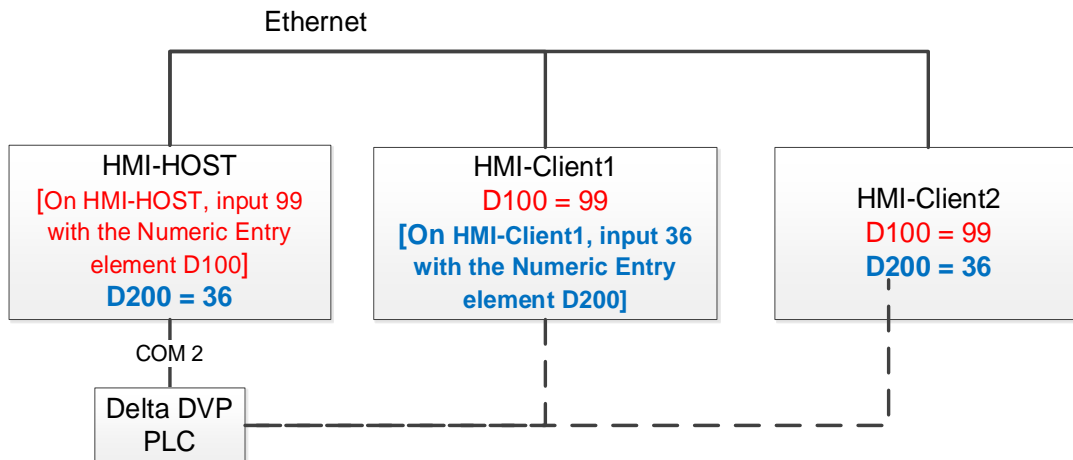 Ethernet
HMI-HOST
[On HMI-HOST, input 99
with the Numeric Entry
element D100]
D200 = 36
HMI-Client1
D100 = 99
[On HMI-Client1, input 36
with the Numeric Entry
element D200]
HMI-Client2
D100 = 99
D200 = 36
COM 2
Delta DVP
PLC